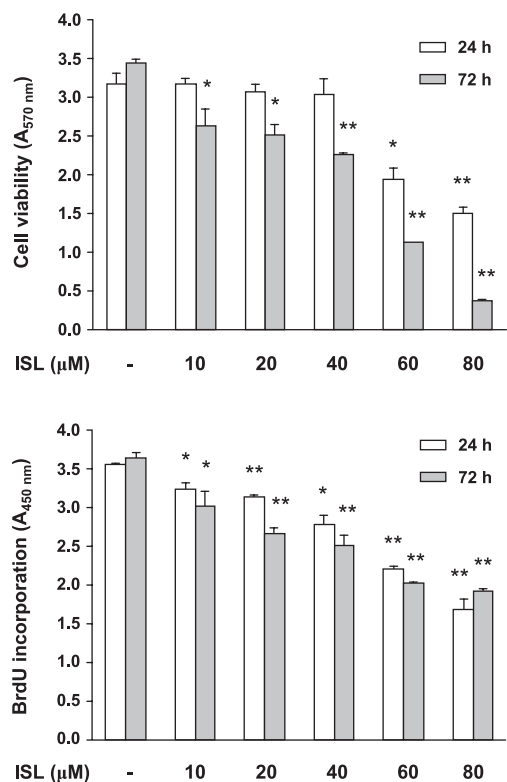 4.0
3.5
3.0
2.5
2.0
1.5
1.0
0.5
0.0
Cell viability (A570 nm)
24 h
72 h
* * ** * ** ** **
ISL (μM) - 10 20 40 60 80
4.0
3.5
3.0
2.5
2.0
1.5
1.0
0.5
0.0
BrdU incorporation (A450 nm)
24 h
72 h
* * ** ** * ** ** ** ** **
ISL (μM) - 10 20 40 60 80